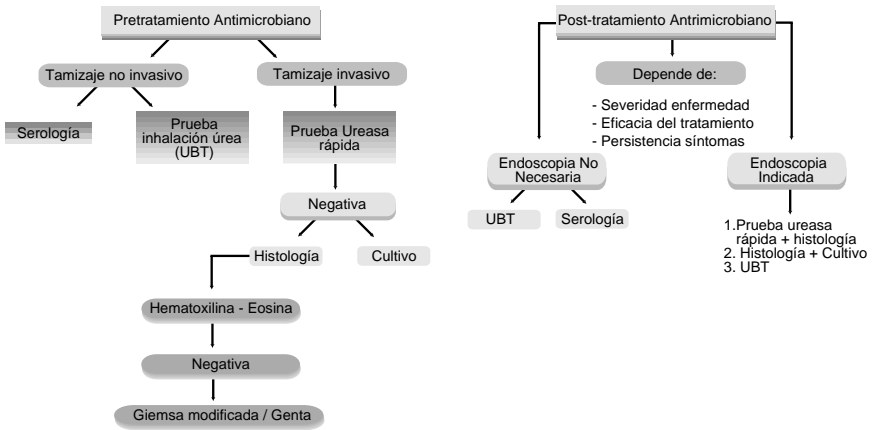 Pretratamiento Antimicrobiano
Tamizaje no invasivo
Tamizaje invasivo
Serología
Prueba
inhalación úrea
(UBT)
Prueba Ureasa
rápida
Negativa
Histología
Cultivo
Hematoxilina - Eosina
Negativa
Giemsa modificada / Genta
Post-tratamiento Antrimicrobiano
Depende de:
- Severidad enfermedad
- Eficacia del tratamiento
- Persistencia síntomas
Endoscopia No
Necesaria
Endoscopia
Indicada
UBT
Serología
1.Prueba ureasa
rápida + histología
2. Histología + Cultivo
3. UBT